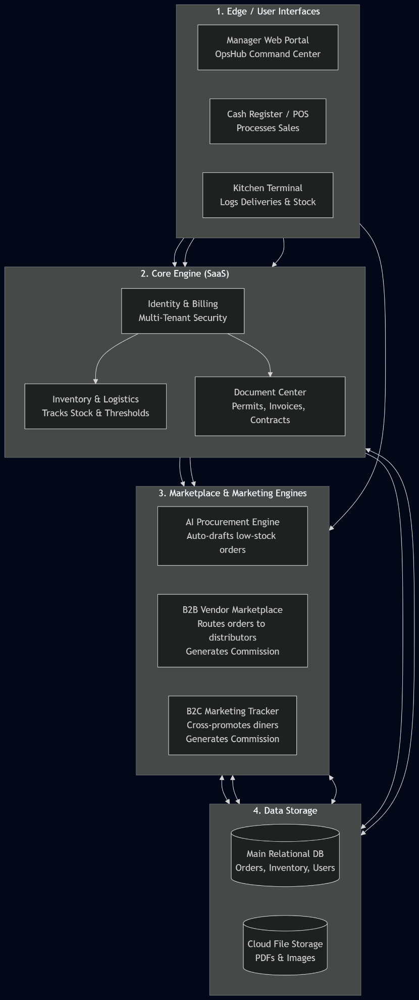 1. Edge / User Interfaces
Manager Web Portal
OpsHub Command Center
Cash Register / POS
Processes Sales
Kitchen Terminal
Logs Deliveries & Stock
2. Core Engine (SaaS)
Identity & Billing
Multi-Tenant Security
Inventory & Logistics
Tracks Stock & Thresholds
Document Center
Permits, Invoices,
Contracts
3. Marketplace & Marketing Engines
AI Procurement Engine
Auto-drafts low-stock
orders
B2B Vendor Marketplace
Routes orders to
distributors
Generates Commission
B2C Marketing Tracker
Cross-promotes diners
Generates Commission
4. Data Storage
Main Relational DB
Orders, Inventory, Users
Cloud File Storage
PDFs & Images